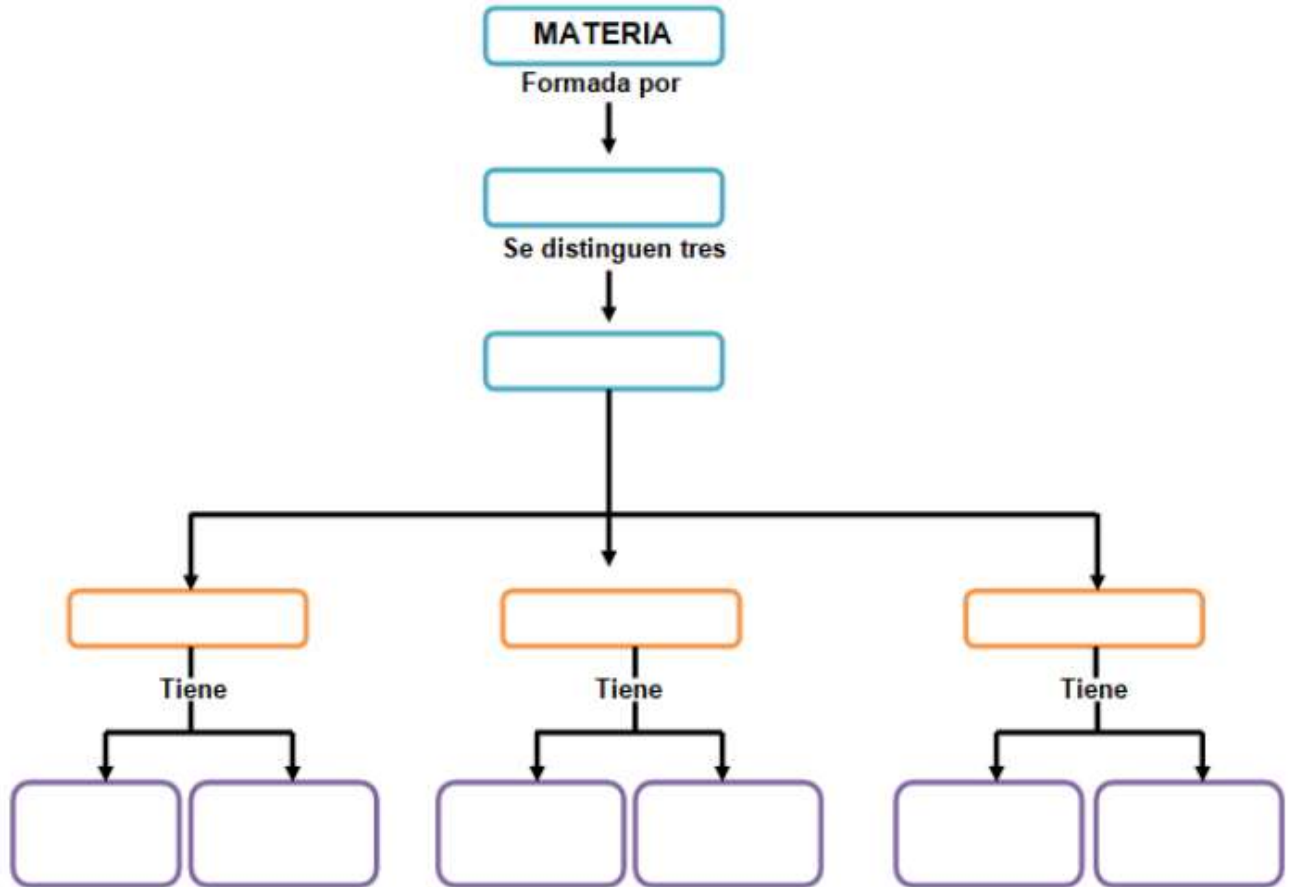 MATERIA
Formada por
Se distinguen tres
Tiene
Tiene
Tiene